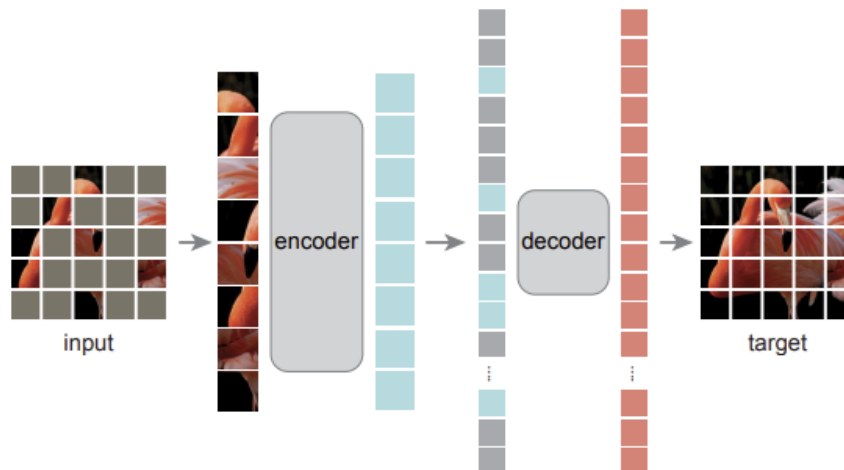 input
encoder
decoder
target